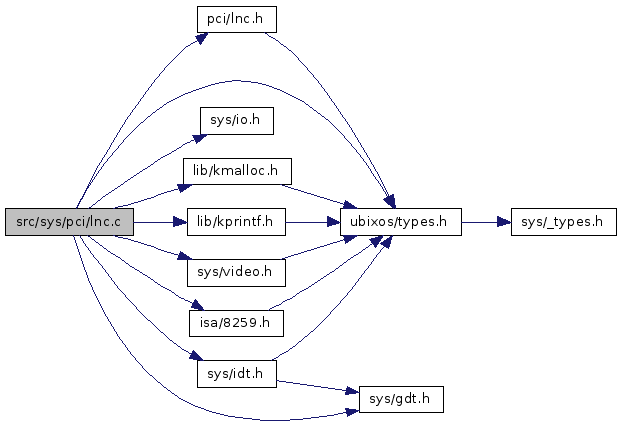 pci/lnc.h
sys/io.h
lib/kmalloc.h
src/sys/pci/lnc.c
lib/kprintf.h
ubixos/types.h
sys/_types.h
sys/video.h
isa/8259.h
sys/idt.h
sys/gdt.h